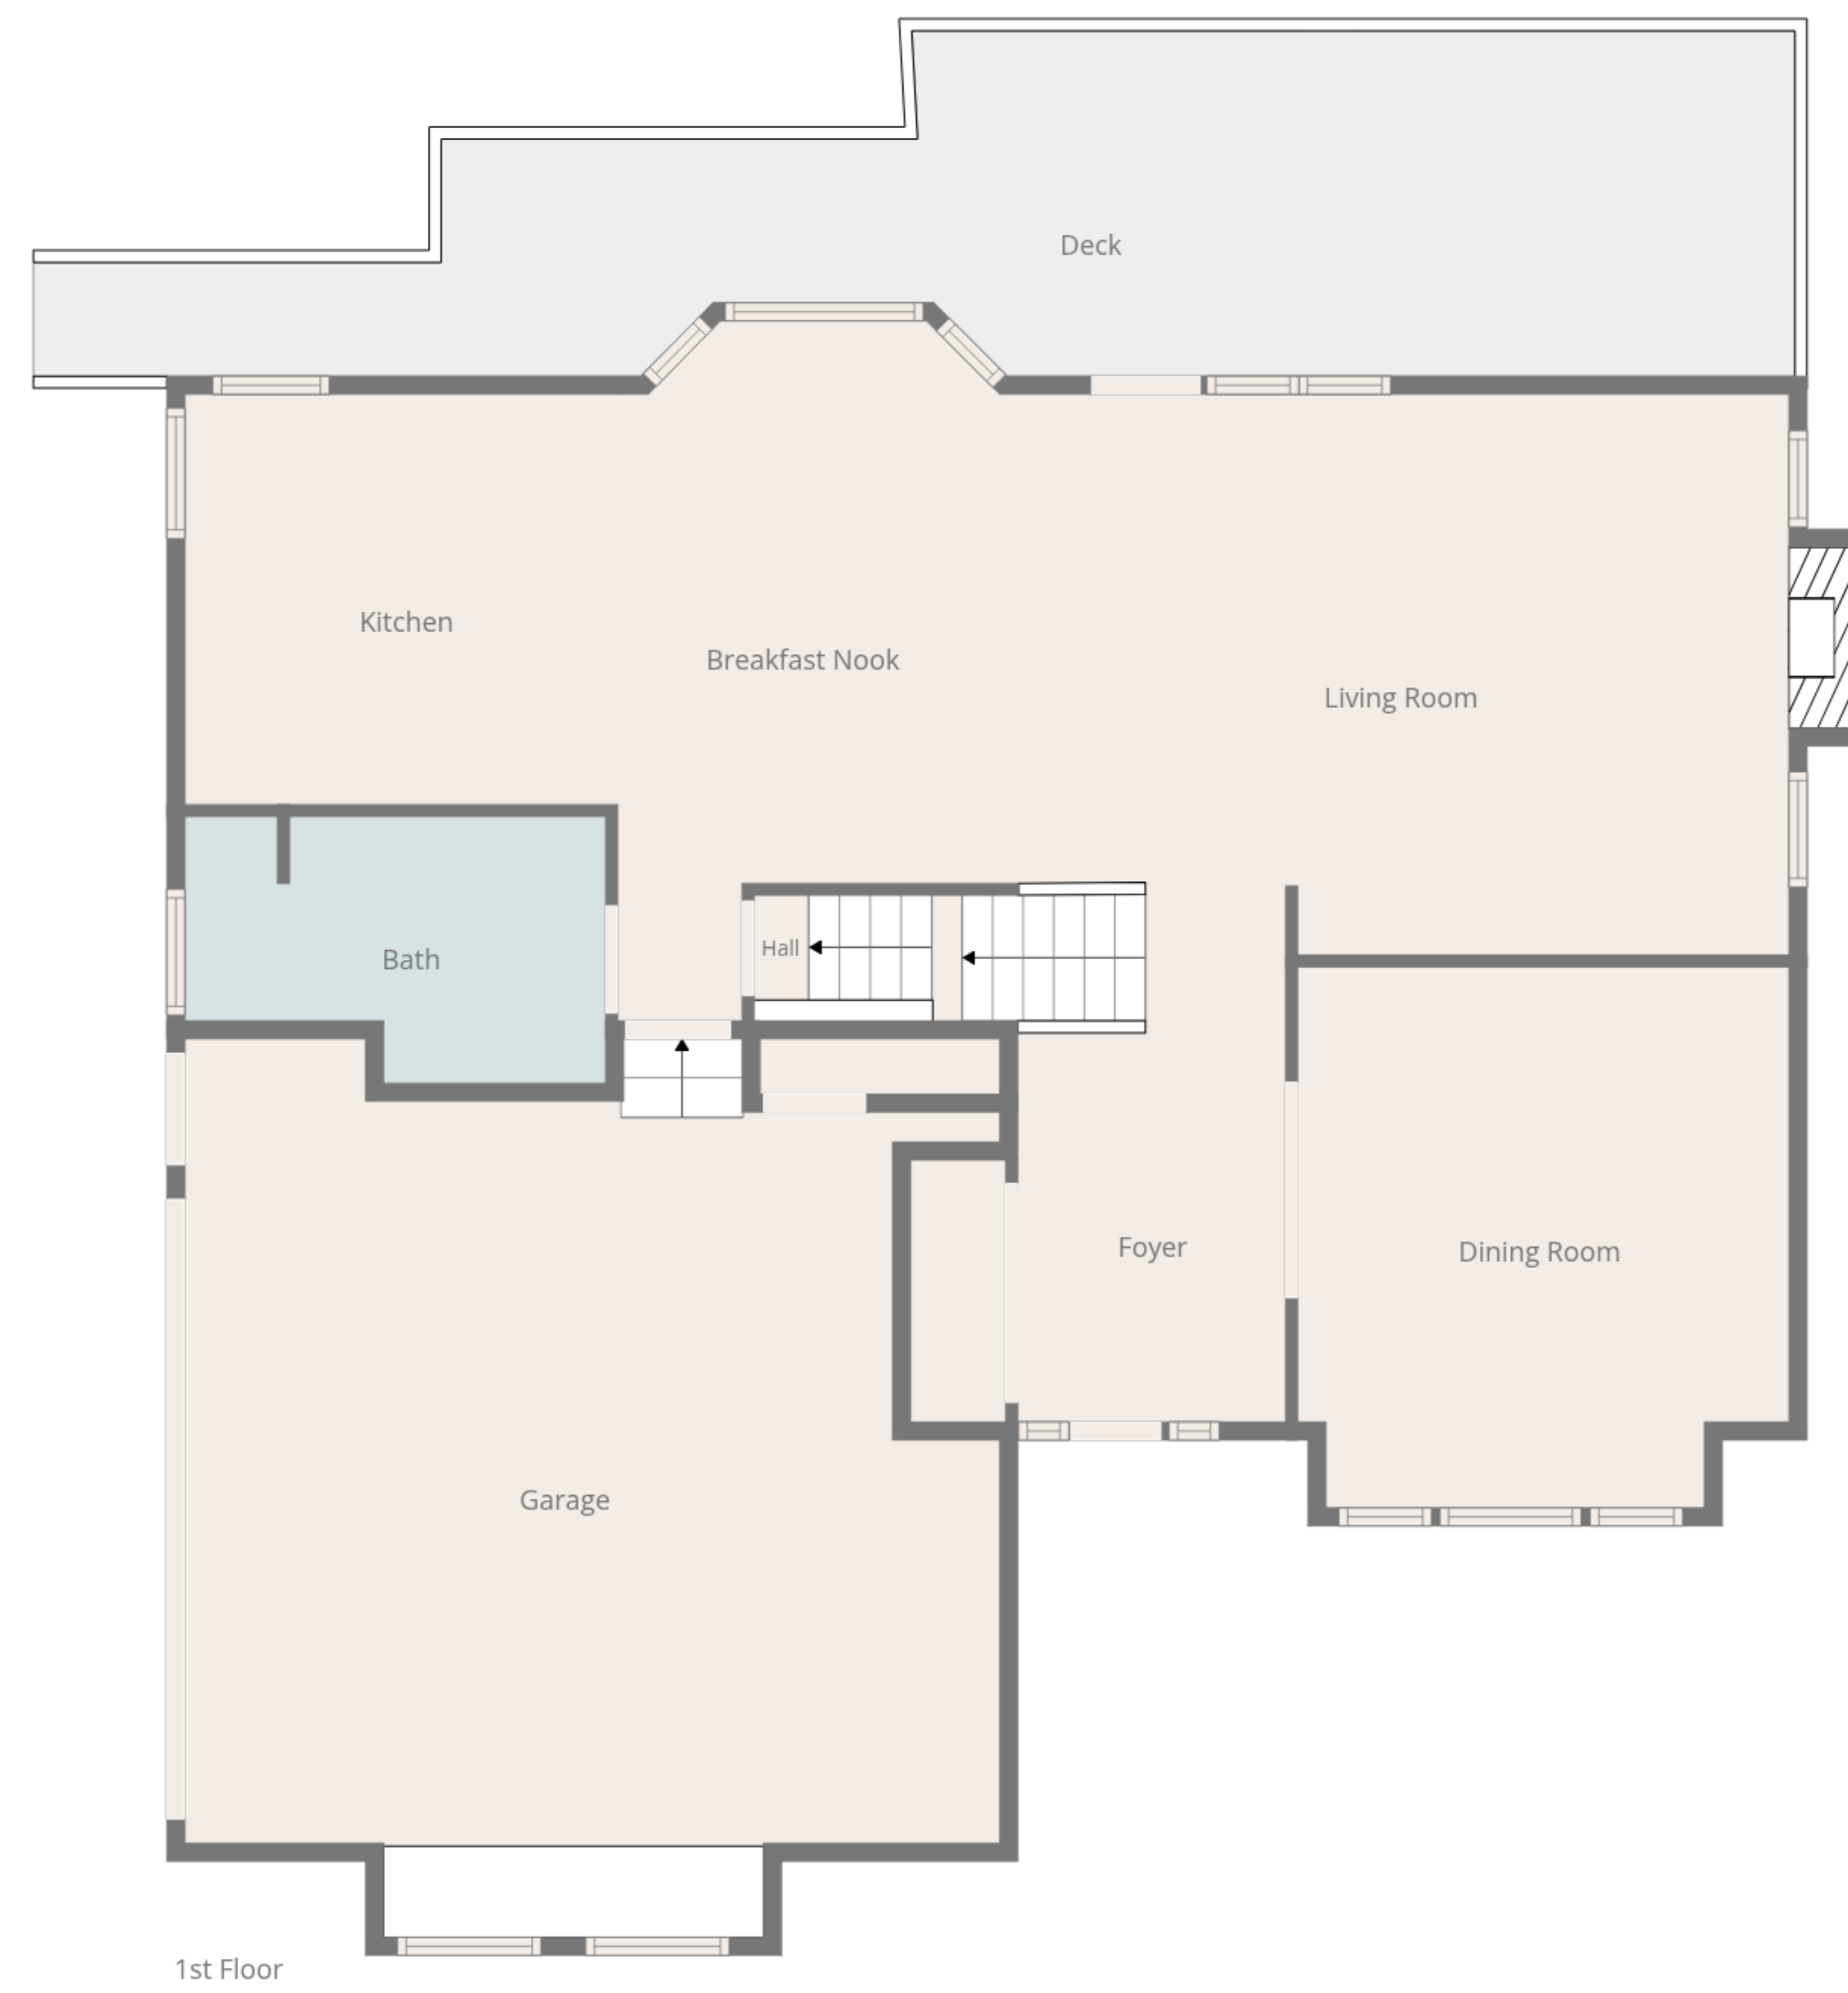 Deck
Kitchen
Breakfast Nook
Living Room
Hall
Bath
Foyer
Dining Room
Garage
1st Floor